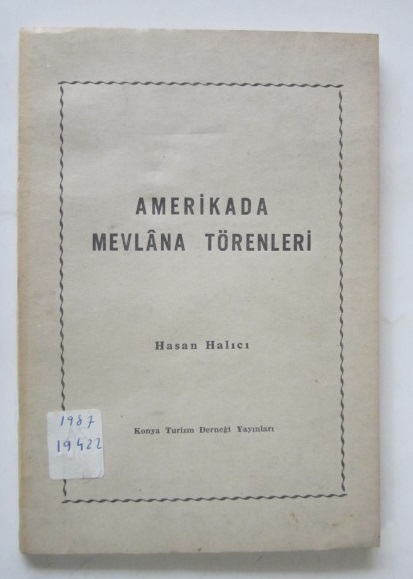 AMERİKADA
MEVLÂNA TÖRENLERİ
Hasan Halıcı
Konya Turizm Derneği Yayınları
1987
19422